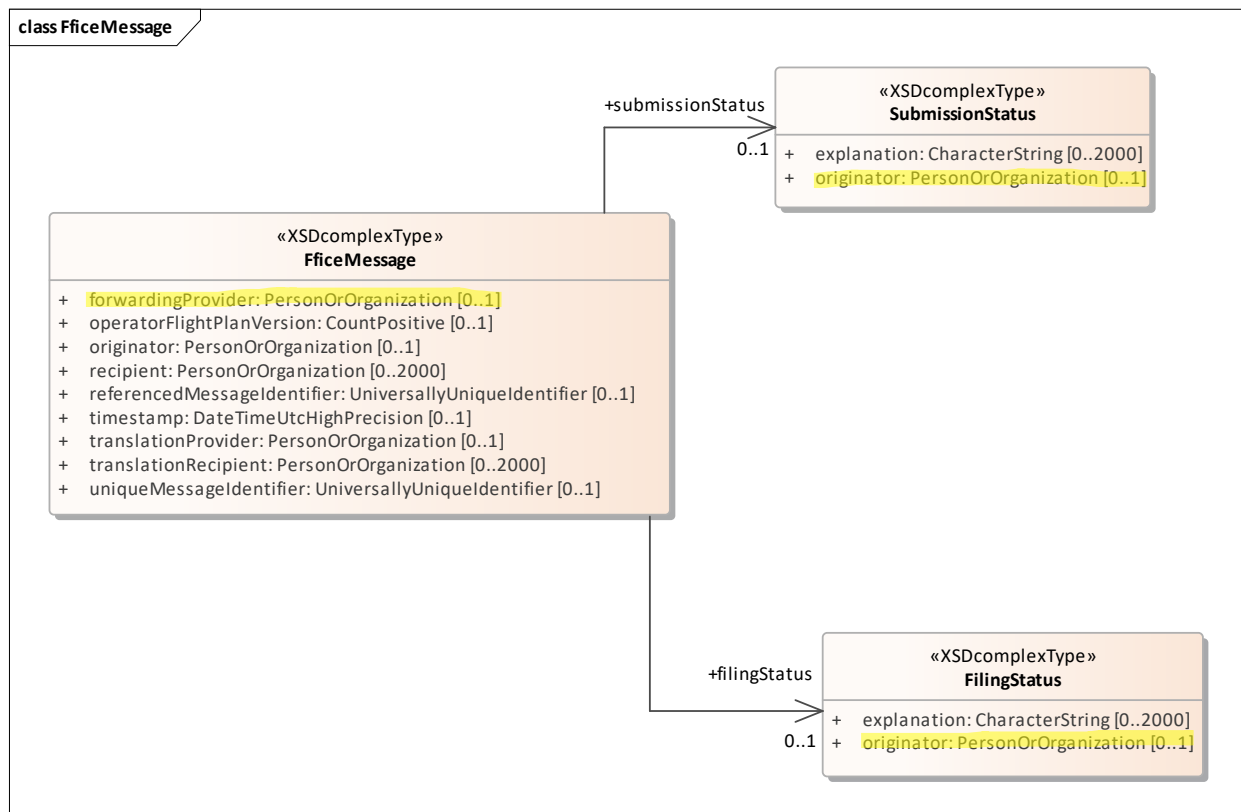 class FficeMessage
+submissionStatus
0..1
«XSDcomplexType»
SubmissionStatus
+ explanation: CharacterString [0..2000]
+ originator: PersonOrOrganization [0..1]
«XSDcomplexType»
FficeMessage
+ forwardingProvider: PersonOrOrganization [0..1]
+ operatorFlightPlanVersion: CountPositive [0..1]
+ originator: PersonOrOrganization [0..1]
+ recipient: PersonOrOrganization [0..2000]
+ referencedMessageIdentifier: UniversallyUniqueIdentifier [0..1]
+ timestamp: DateTimeUtcHighPrecision [0..1]
+ translationProvider: PersonOrOrganization [0..1]
+ translationRecipient: PersonOrOrganization [0..2000]
+ uniqueMessageIdentifier: UniversallyUniqueIdentifier [0..1]
+filingStatus
0..1
«XSDcomplexType»
FilingStatus
+ explanation: CharacterString [0..2000]
+ originator: PersonOrOrganization [0..1]